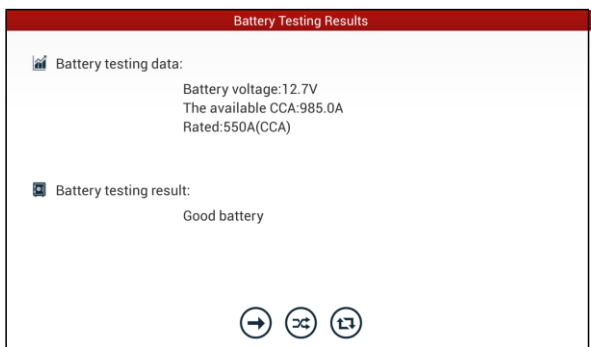 Battery Testing Results
Battery testing data:
Battery voltage:12.7V
The available CCA:985.0A
Rated:550A(CCA)
Battery testing result:
Good battery